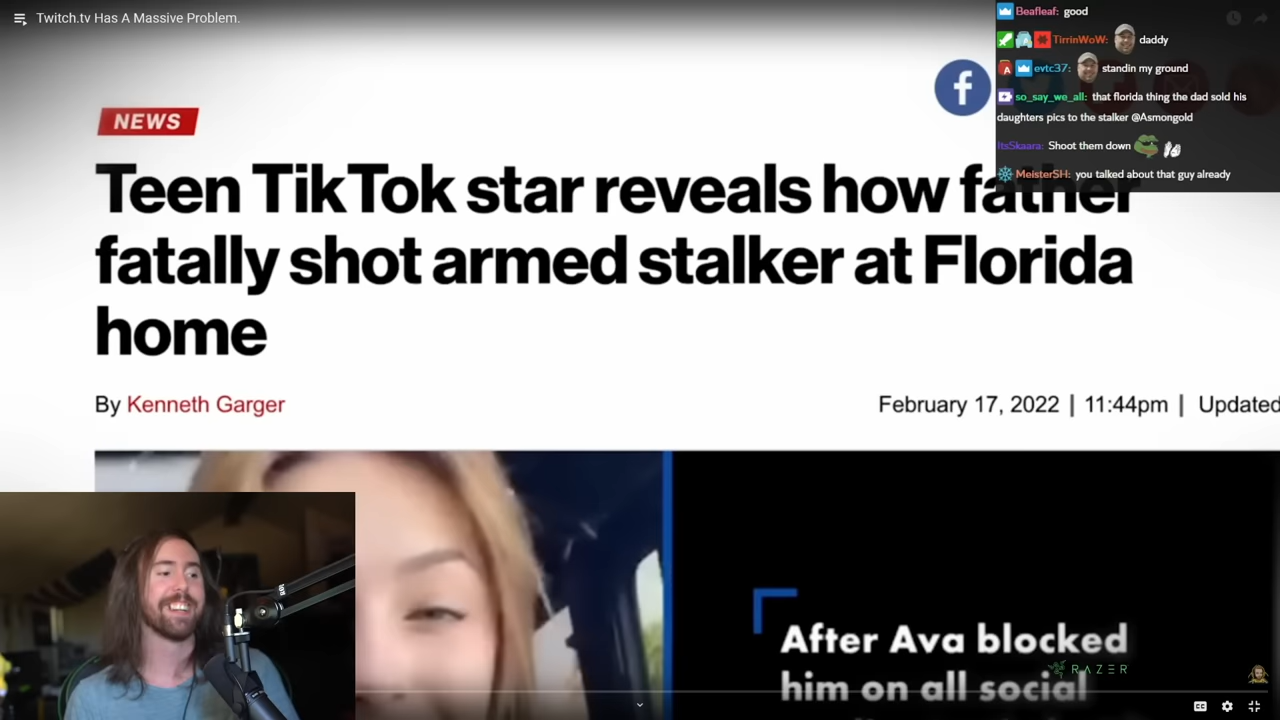 Twitch.tv Has A Massive Problem.
Beafleaf: good
TirrinWoW: daddy
evtc37: standin my ground
so_say_we_all: that florida thing the dad sold his
daughters pics to the stalker @Asmongold
ItsSkaara: Shoot them down
MeisterSH: you talked about that guy already
NEWS
Teen TikTok star reveals how father
fatally shot armed stalker at Florida
home
By Kenneth Garger
February 17, 2022 | 11:44pm | Updated
After Ava blocked
him on all social
RAZER
CC